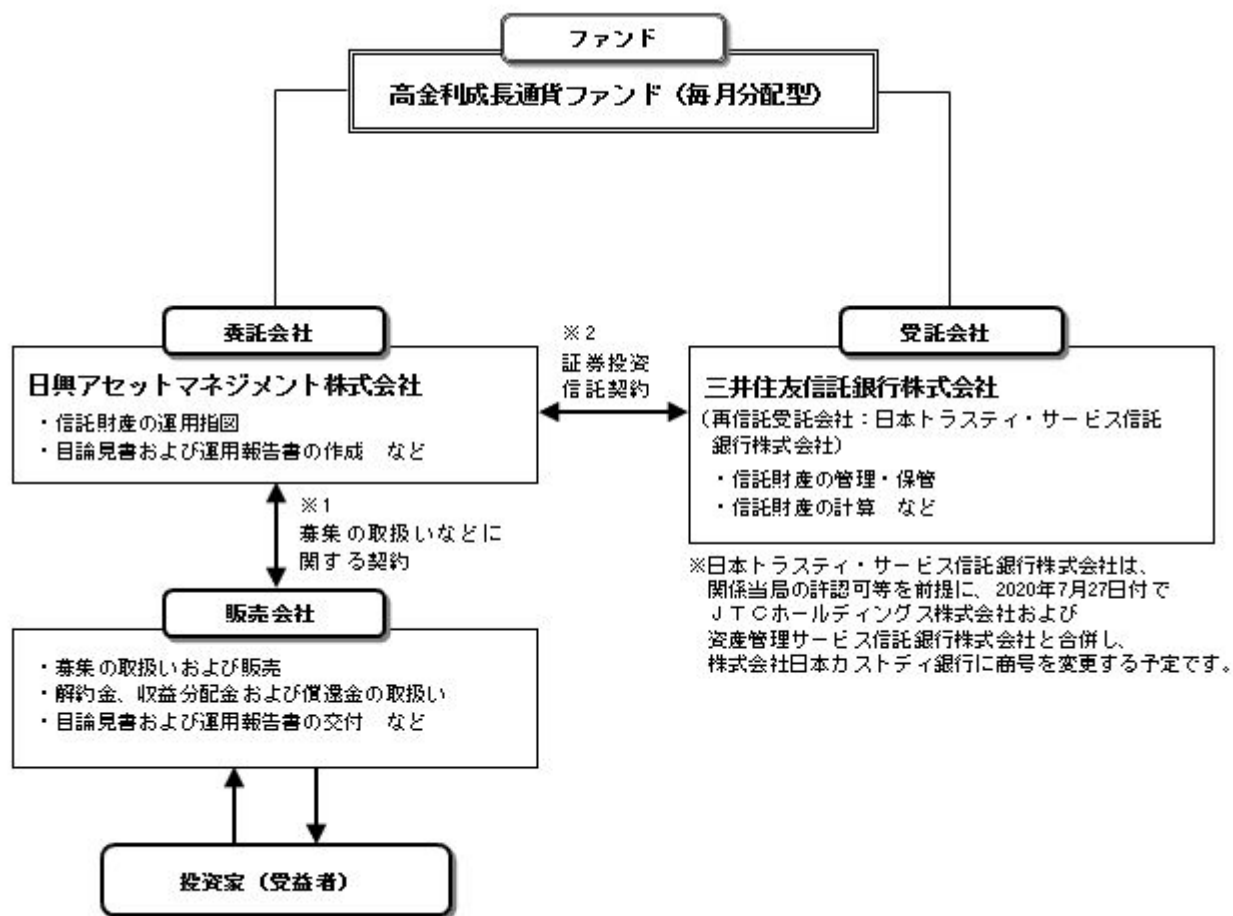 ファンド
高金利成長通貨ファンド（毎月分配型）
委託会社
日興アセットマネジメント株式会社
・信託財産の運用指図
・目論見書および運用報告書の作成　など
※2
証券投資
信託契約
受託会社
三井住友信託銀行株式会社
（再信託受託会社：日本トラスティ・サービス信託
銀行株式会社）
・信託財産の管理・保管
・信託財産の計算　など
※日本トラスティ・サービス信託銀行株式会社は、
関係当局の許認可等を前提に、2020年7月27日付で
ＪＴＣホールディングス株式会社および
資産管理サービス信託銀行株式会社と合併し、
株式会社日本カストディ銀行に商号を変更する予定です。
※1
募集の取扱いなどに
関する契約
販売会社
・募集の取扱いおよび販売
・解約金、収益分配金および償還金の取扱い
・目論見書および運用報告書の交付　など
投資家（受益者）